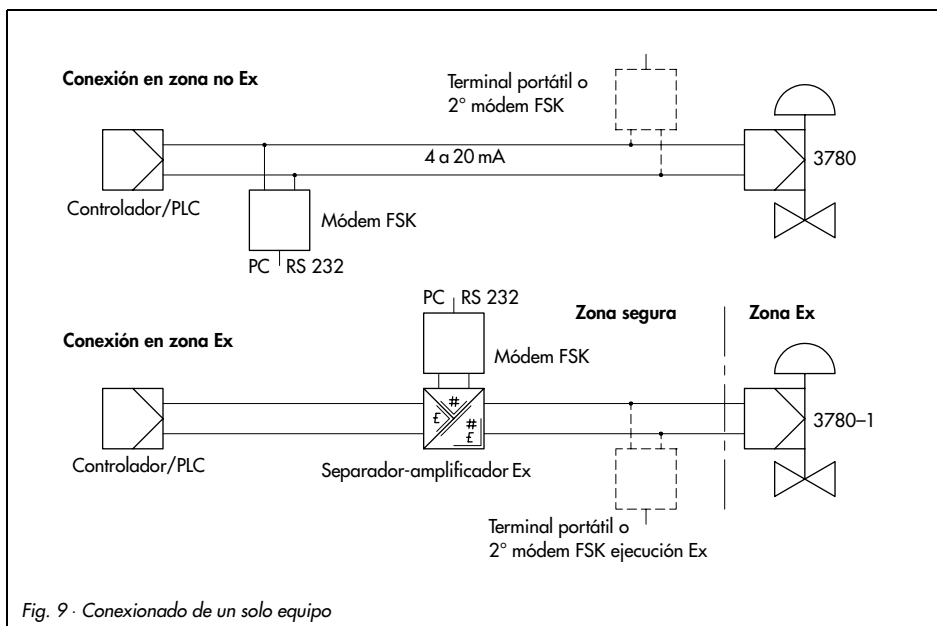 Conexión en zona no Ex
Terminal portátil o
2° módem FSK
4 a 20 mA
3780
Controlador/PLC
Módem FSK
PC RS 232
PC RS 232
Zona segura
Zona Ex
Conexión en zona Ex
Módem FSK
3780–1
Controlador/PLC
Separador-amplificador Ex
Terminal portátil o
2° módem FSK ejecución Ex
Fig. 9 · Conexionado de un solo equipo